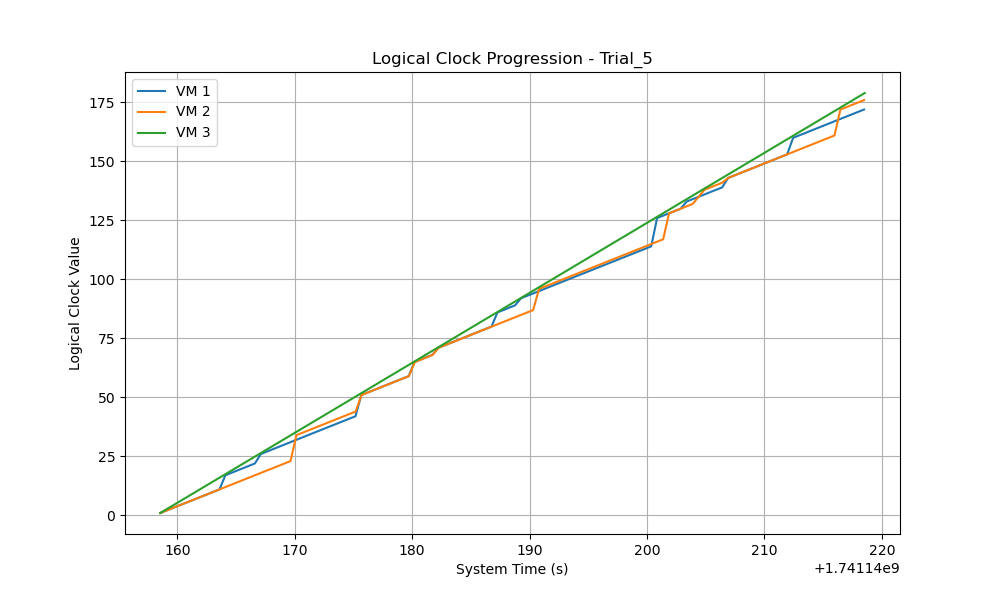 Logical Clock Progression - Trial_5
VM 1
VM 2
VM 3
Logical Clock Value
175
150
125
100
75
50
25
0
160 170 180 190 200 210 220
System Time (s)
+1.74114e9